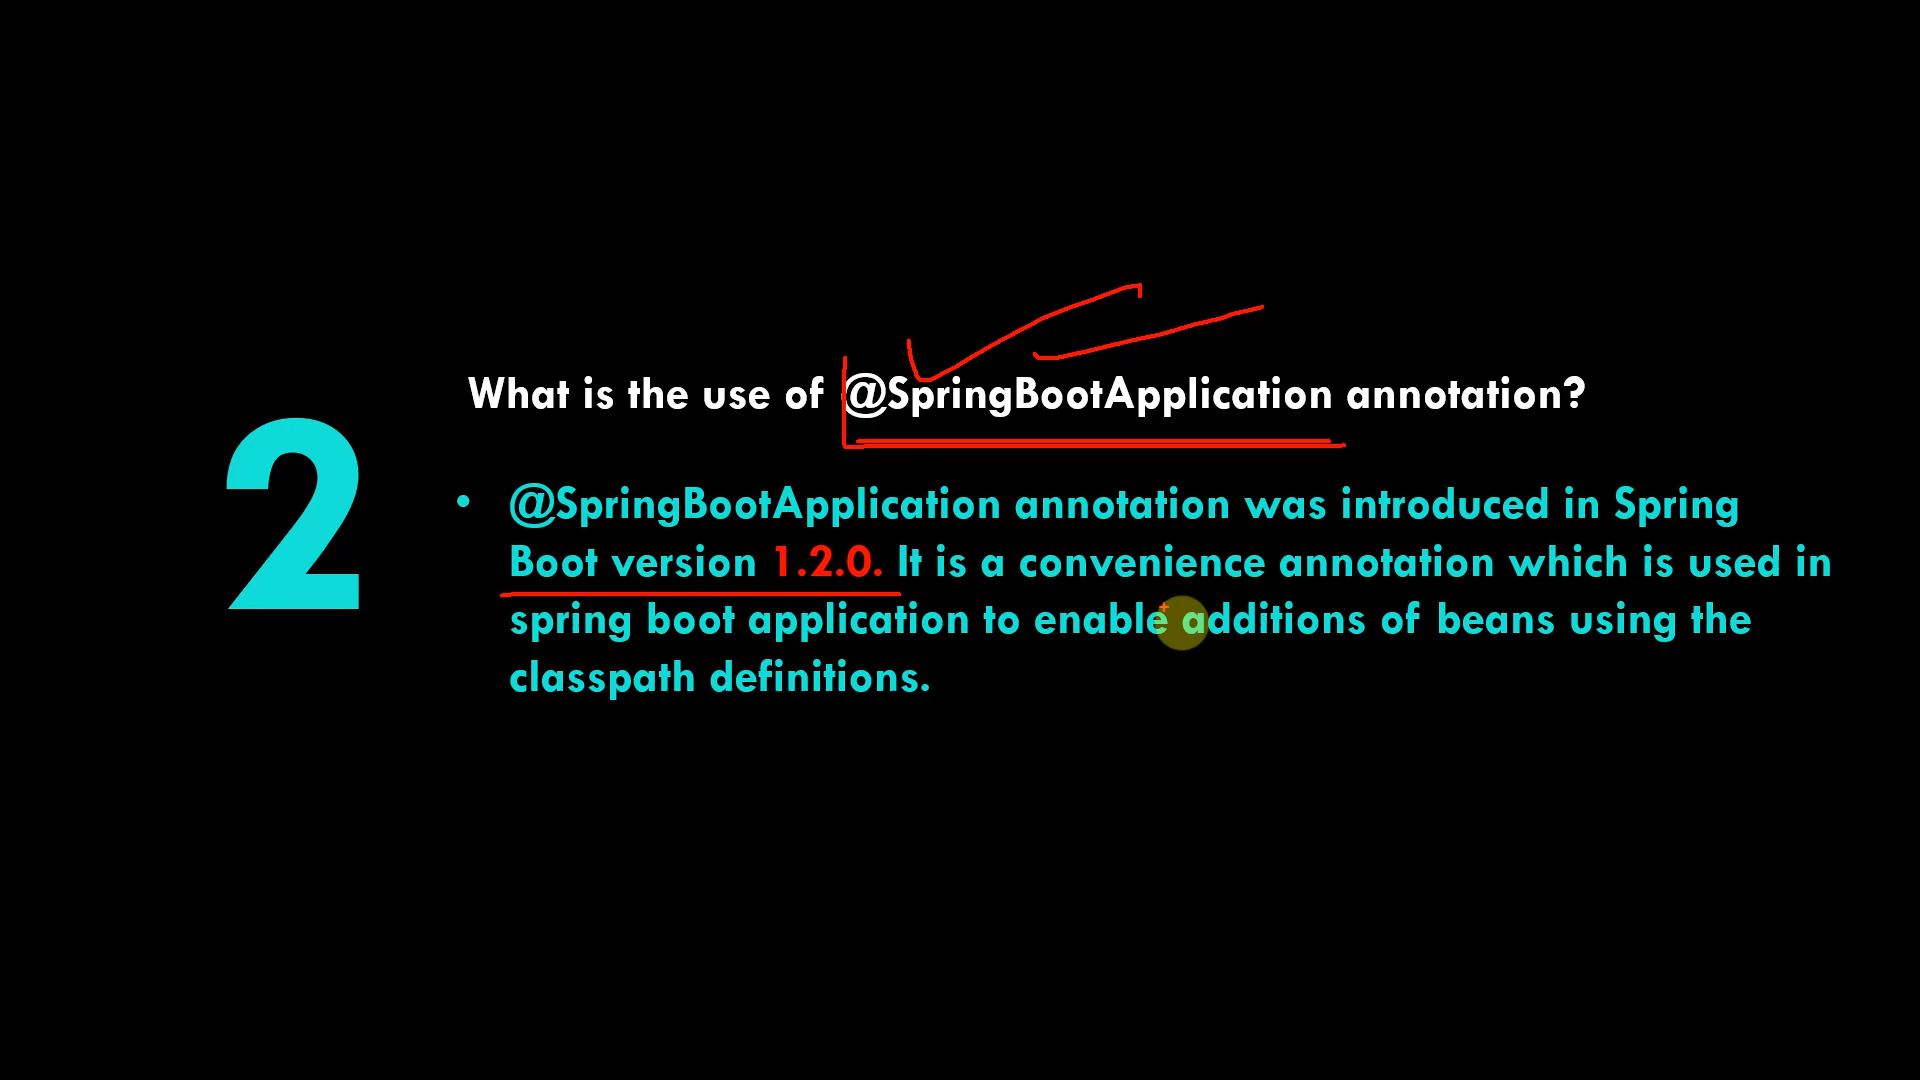 What is the use of @SpringBootApplication annotation?
2
• @SpringBootApplication annotation was introduced in Spring
Boot version 1.2.0. It is a convenience annotation which is used in
spring boot application to enable additions of beans using the
classpath definitions.